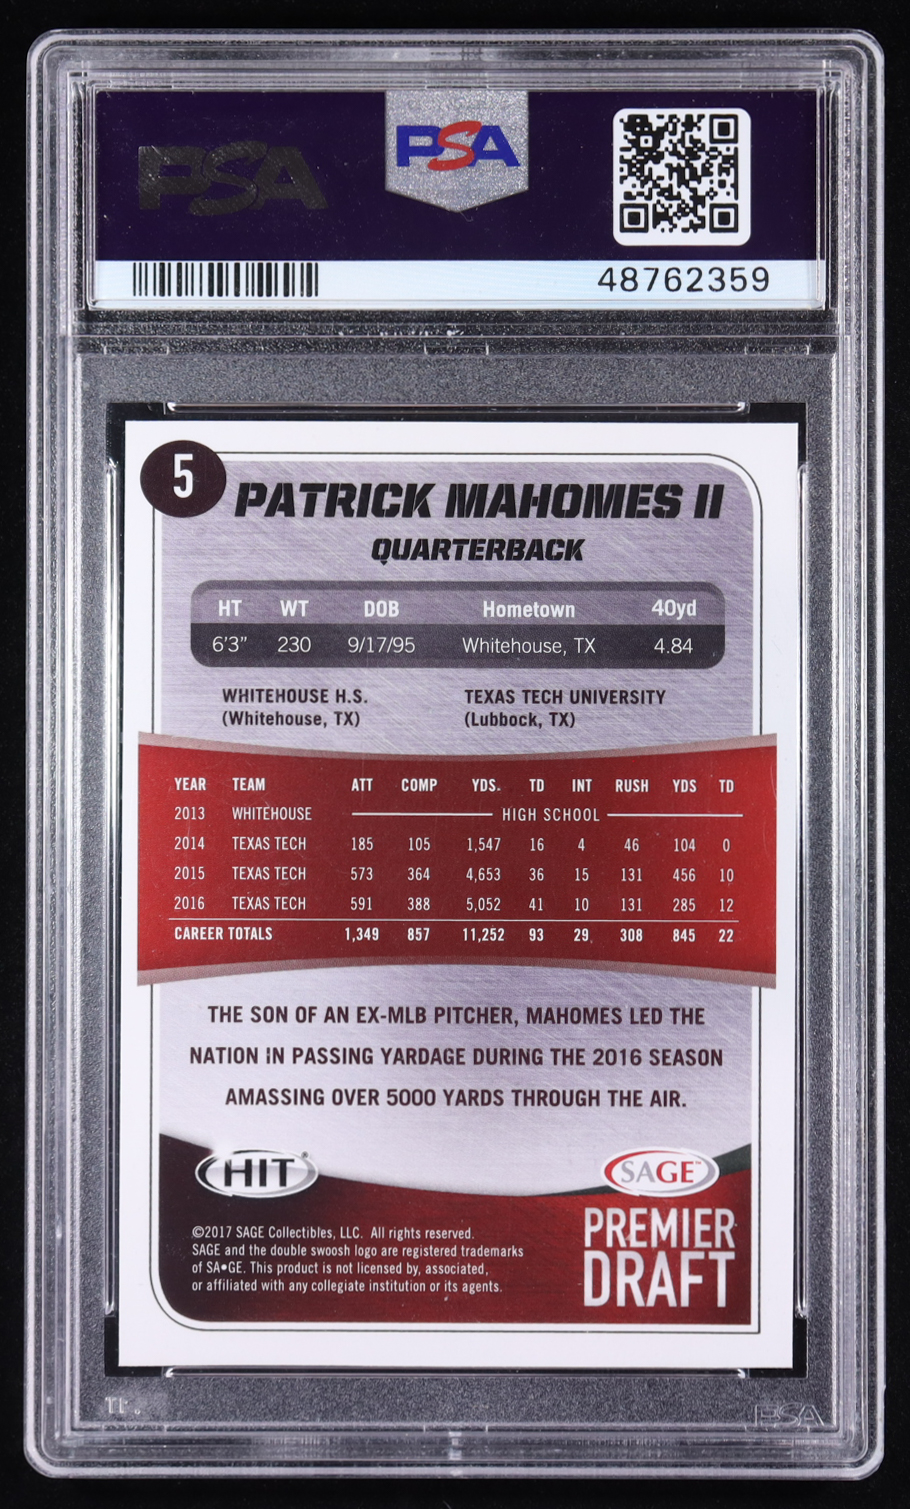 PSA PSA
48762359
5
PATRICK MAHOMES II
QUARTERBACK
HT WT DOB Hometown 40yd
6'3" 230 9/17/95 Whitehouse, TX 4.84
WHITEHOUSE H.S. TEXAS TECH UNIVERSITY
(Whitehouse, TX) (Lubbock, TX)
YEAR TEAM ATT COMP YDS. TD INT RUSH YDS TD
2013 WHITEHOUSE HIGH SCHOOL
2014 TEXAS TECH 185 105 1,547 16 4 46 104 0
2015 TEXAS TECH 573 364 4,653 36 15 131 456 10
2016 TEXAS TECH 591 388 5,052 41 10 131 285 12
CAREER TOTALS 1,349 857 11,252 93 29 308 845 22
THE SON OF AN EX-MLB PITCHER, MAHOMES LED THE
NATION IN PASSING YARDAGE DURING THE 2016 SEASON
AMASSING OVER 5000 YARDS THROUGH THE AIR.
HIT® SAGE™
PREMIER
DRAFT
©2017 SAGE Collectibles, LLC. All rights reserved.
SAGE and the double swoosh logo are registered trademarks
of SA•GE. This product is not licensed by, associated,
or affiliated with any collegiate institution or its agents.
PSA